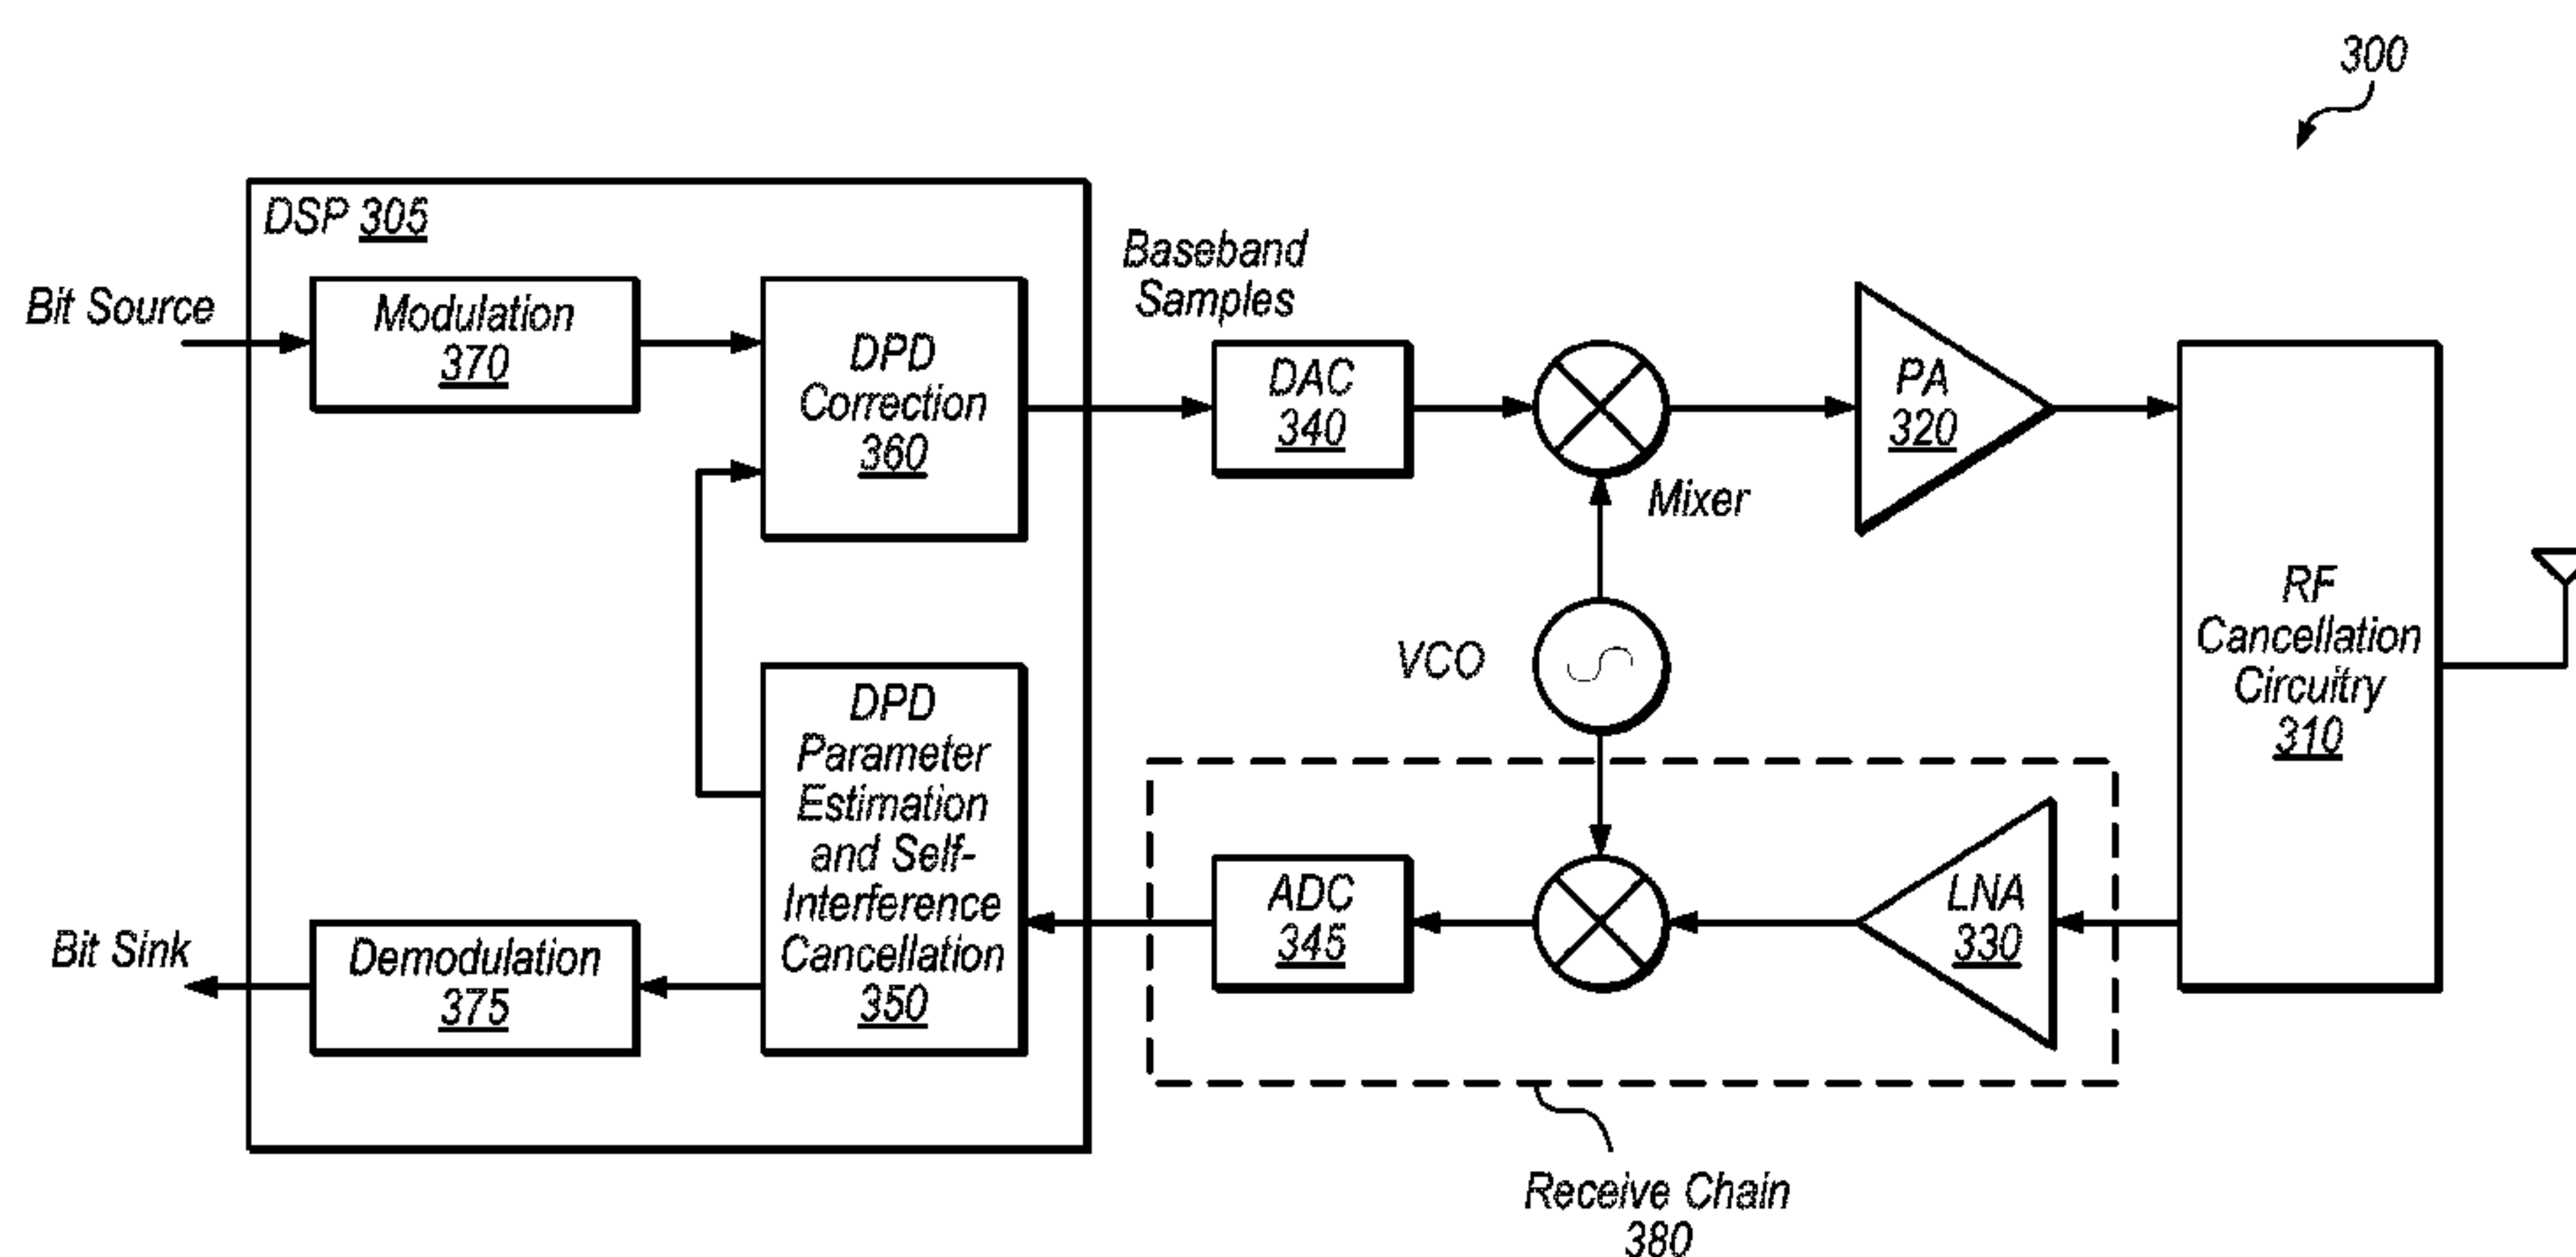 300
DSP 305
Bit Source
Modulation
370
DPD
Correction
360
Baseband
Samples
DAC
340
Mixer
PA
320
RF
Cancellation
Circuitry
310
VCO
DPD
Parameter
Estimation
and Self-
Interference
Cancellation
350
Bit Sink
Demodulation
375
ADC
345
LNA
330
Receive Chain
380